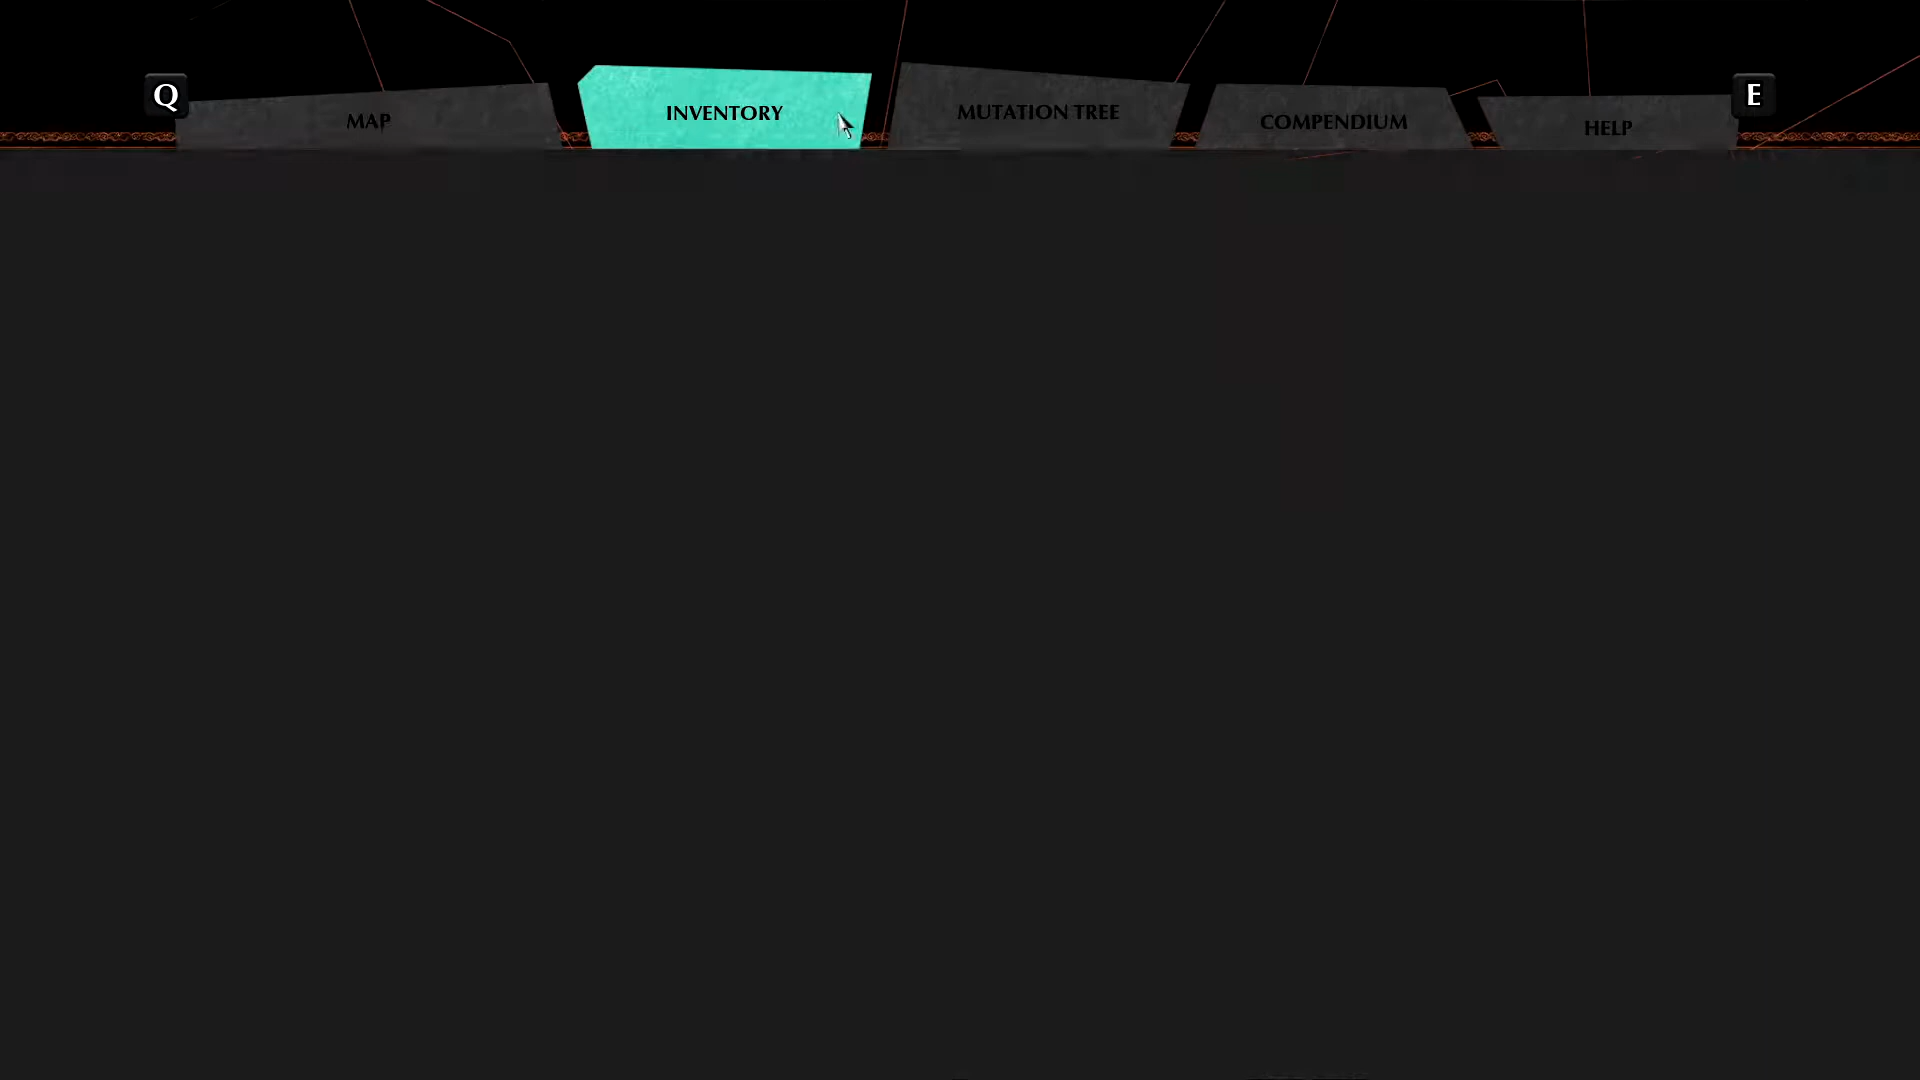 Q
MAP
INVENTORY
MUTATION TREE
COMPENDIUM
HELP
E